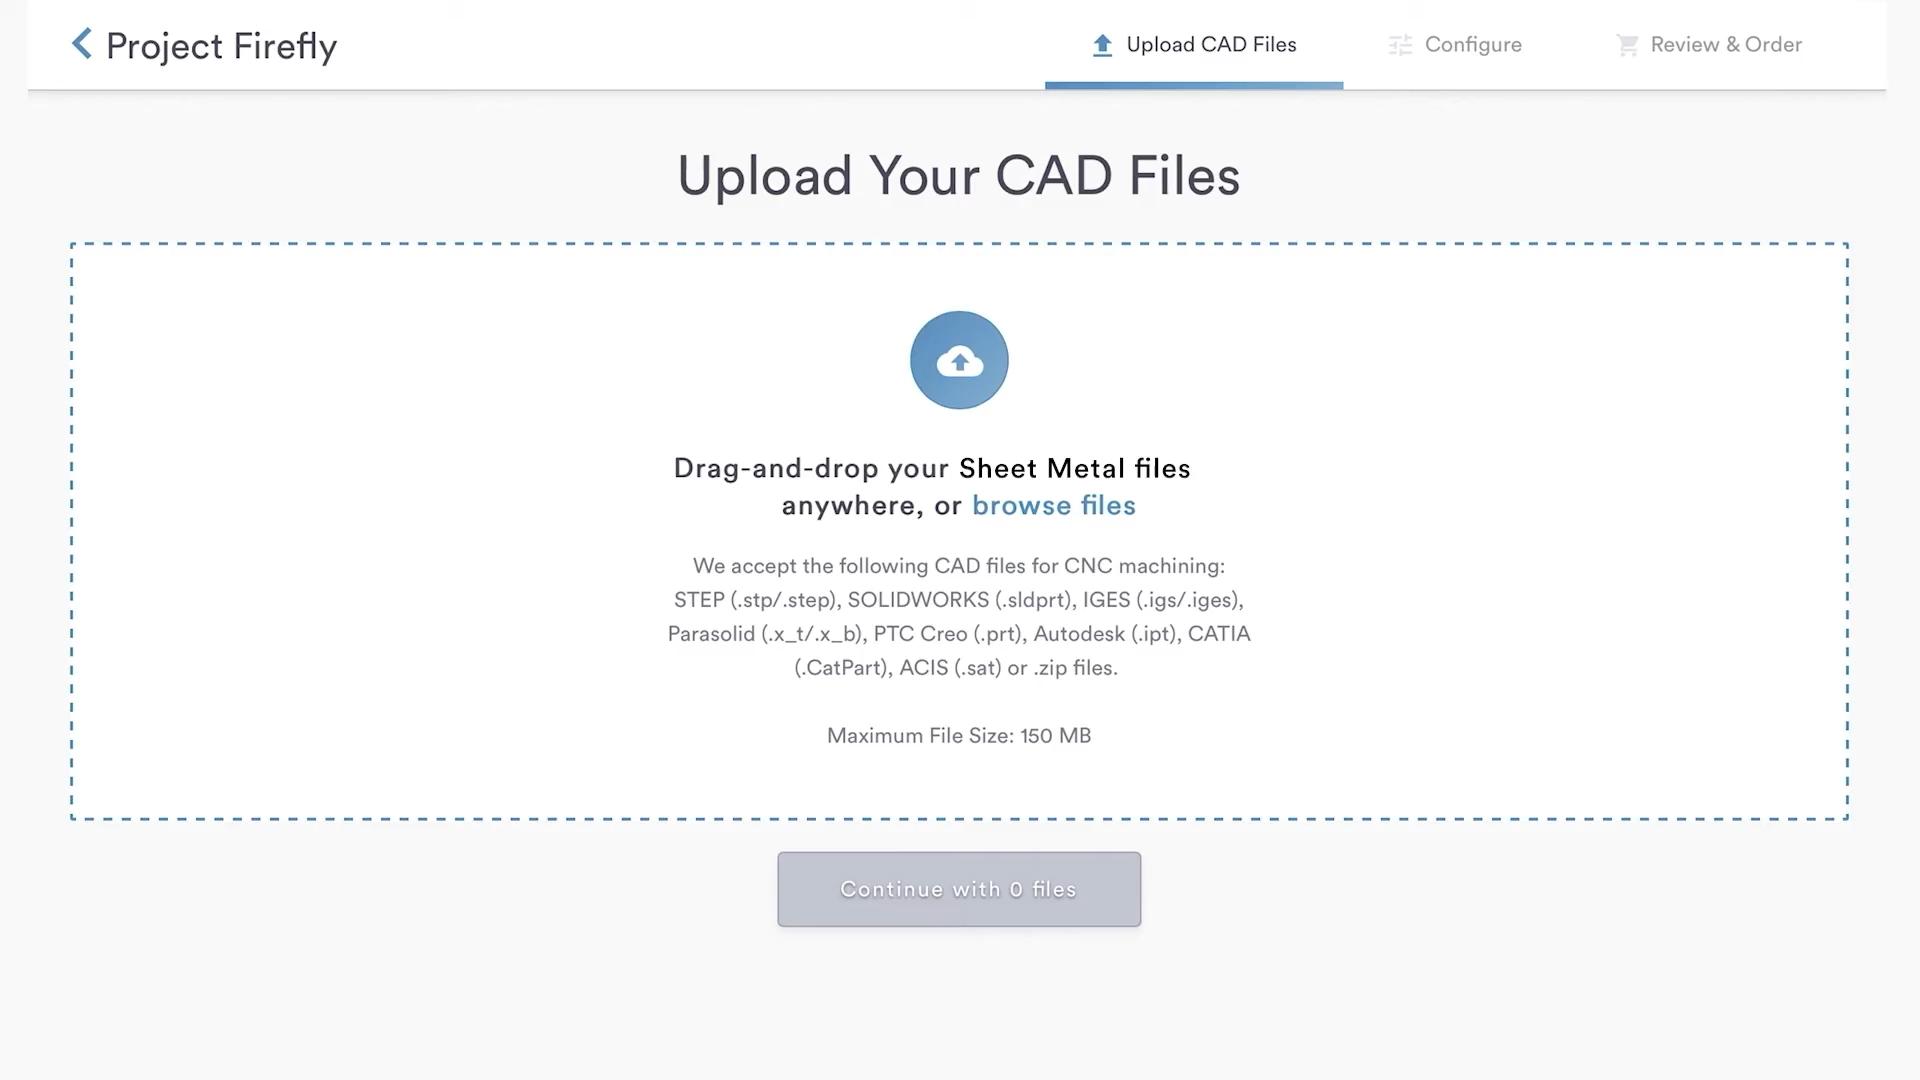 Project Firefly
Upload CAD Files
Configure
Review & Order
Upload Your CAD Files
Drag-and-drop your Sheet Metal files
anywhere, or browse files
We accept the following CAD files for CNC machining:
STEP (.stp/.step), SOLIDWORKS (.sldprt), IGES (.igs/.iges),
Parasolid (.x_t/.x_b), PTC Creo (.prt), Autodesk (.ipt), CATIA
(.CatPart), ACIS (.sat) or .zip files.
Maximum File Size: 150 MB
Continue with 0 files